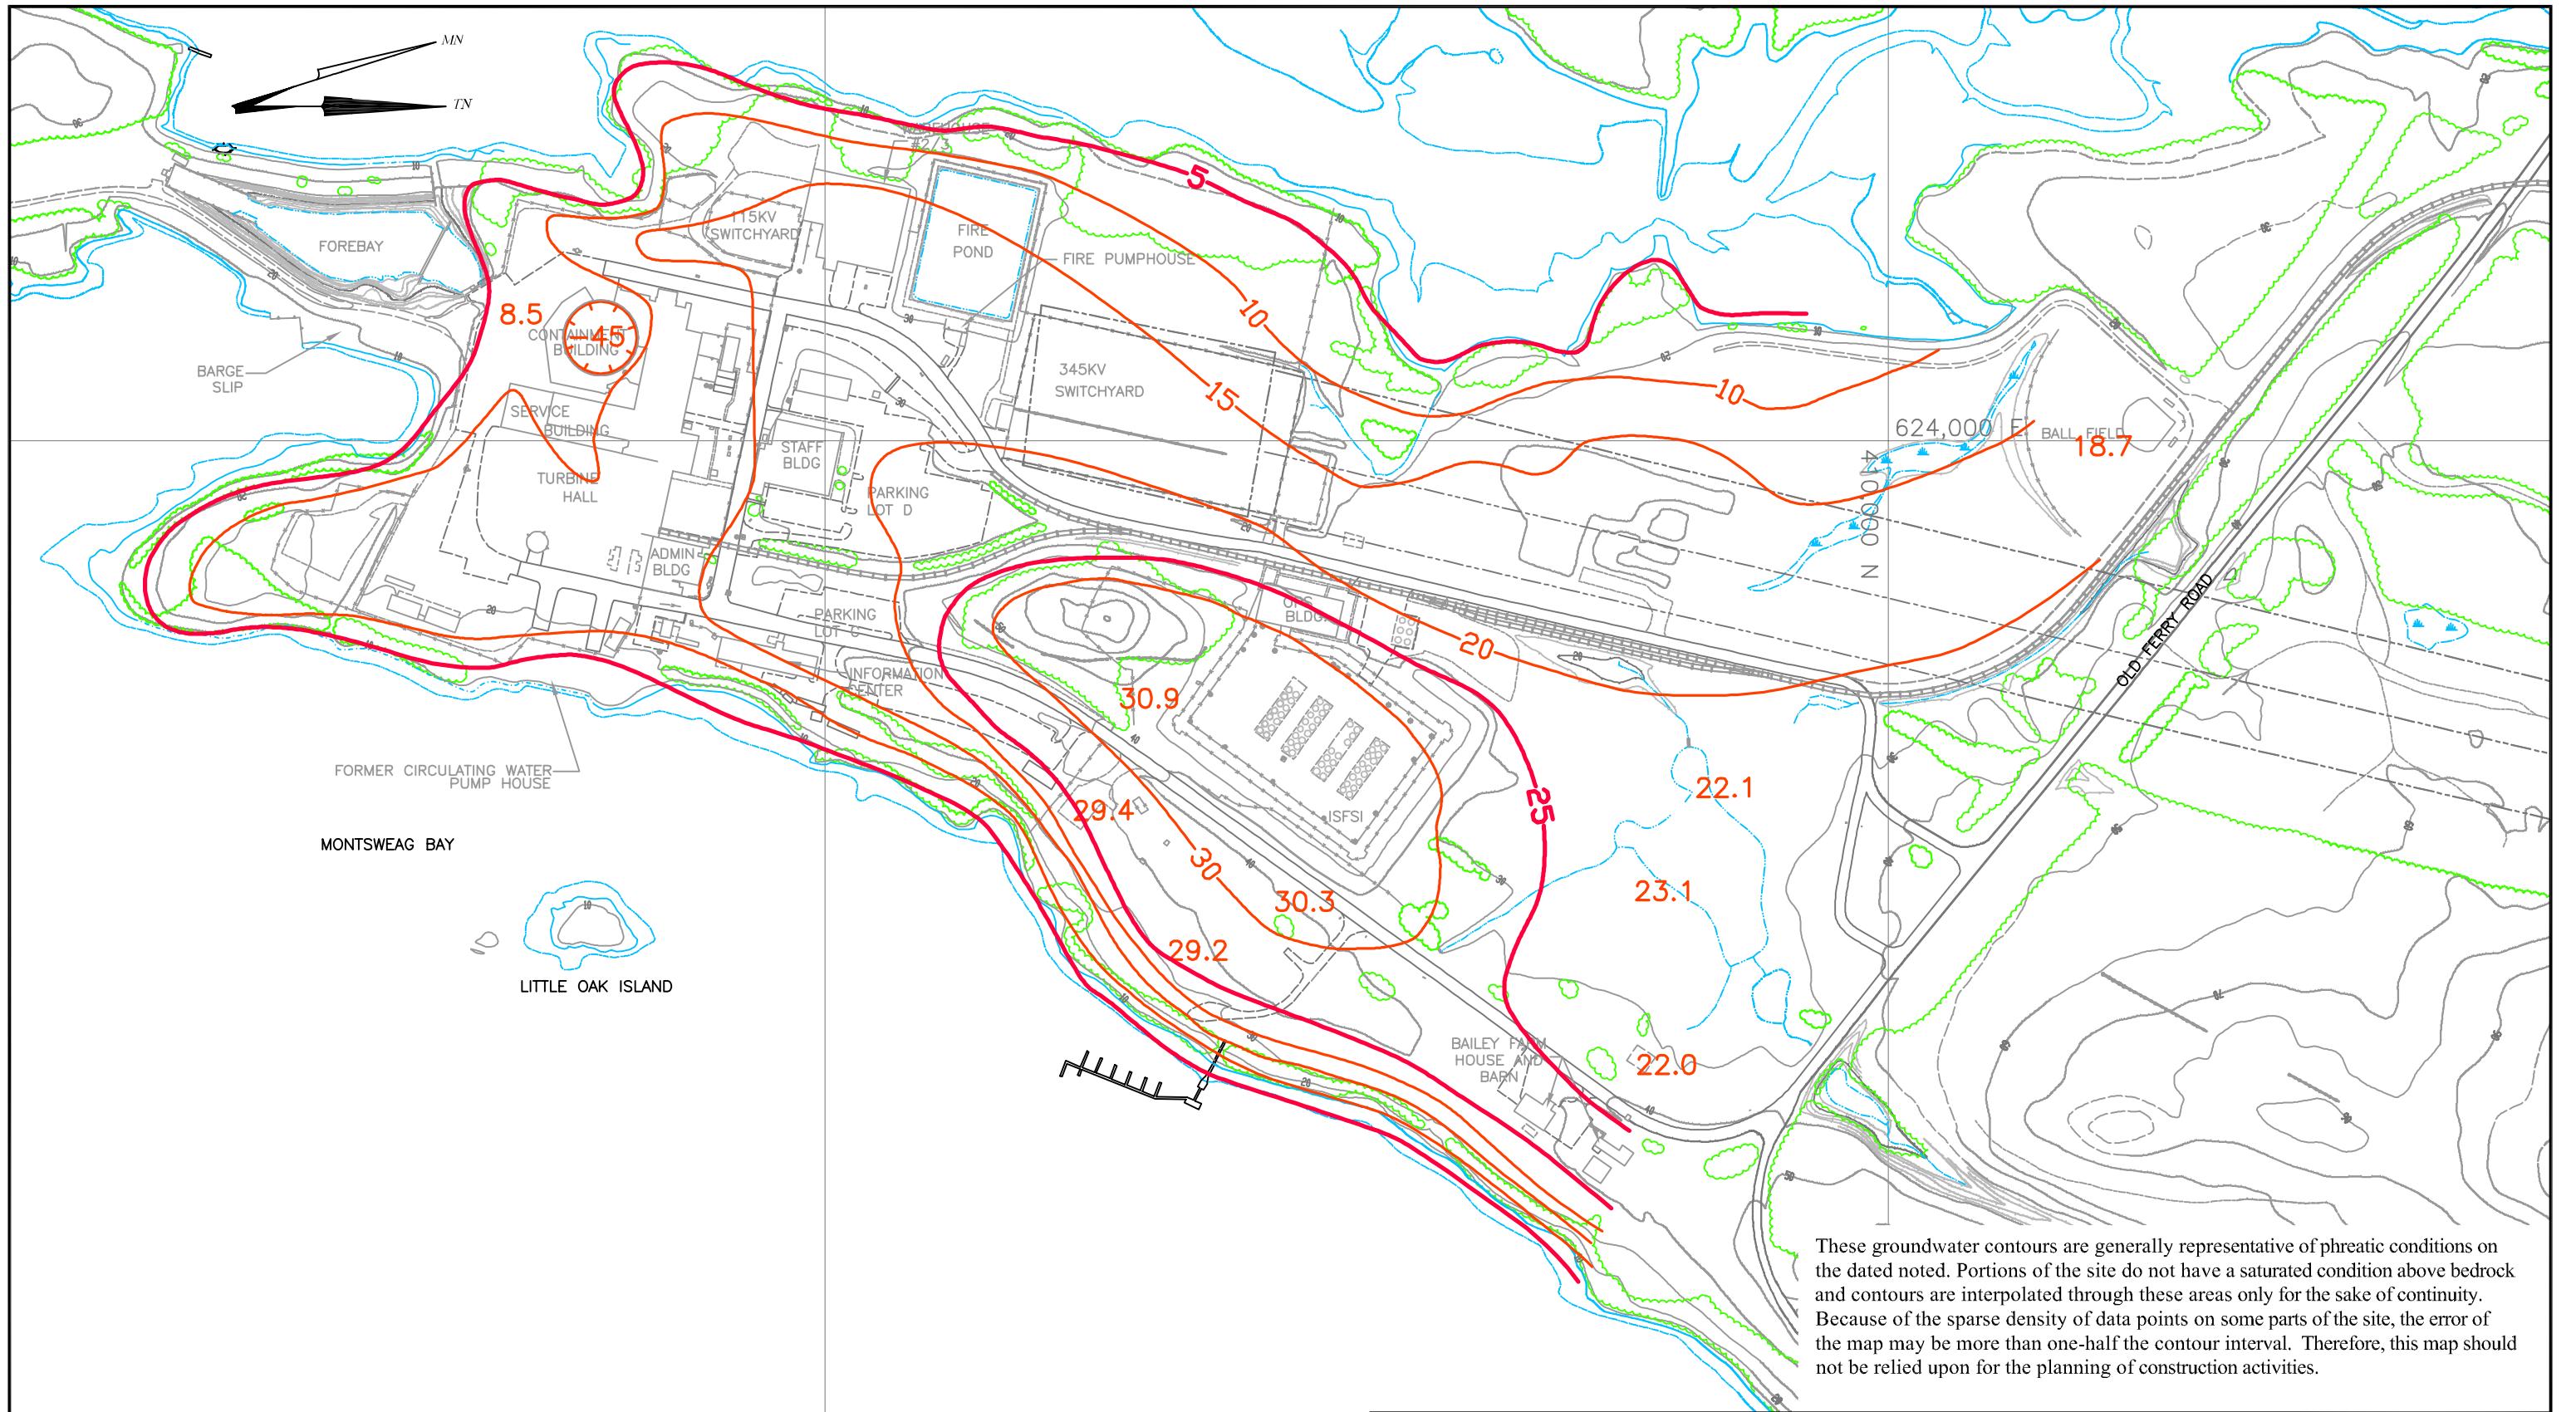 MN
TN
WAREHOUSE
#2/3
5
115KV
SWITCHYARD
FIRE
POND
FOREBAY
FIRE PUMPHOUSE
8.5
10
CONTAINMENT
BUILDING
-45
BARGE
SLIP
345KV
SWITCHYARD
15
10
SERVICE
BUILDING
624,000 E
BALL FIELD
18.7
STAFF
BLDG
407,000 N
TURBINE
HALL
PARKING
LOT D
ADMIN
BLDG
OLD FERRY ROAD
PARKING
LOT C
OPS
BLDG.
20
INFORMATION
CENTER
30.9
FORMER CIRCULATING WATER
PUMP HOUSE
22.1
25
29.4
ISFSI
MONTSWEAG BAY
30
23.1
30.3
29.2
LITTLE OAK ISLAND
BAILEY FARM
HOUSE AND
BARN
22.0
These groundwater contours are generally representative of phreatic conditions on
the dated noted. Portions of the site do not have a saturated condition above bedrock
and contours are interpolated through these areas only for the sake of continuity.
Because of the sparse density of data points on some parts of the site, the error of
the map may be more than one-half the contour interval. Therefore, this map should
not be relied upon for the planning of construction activities.